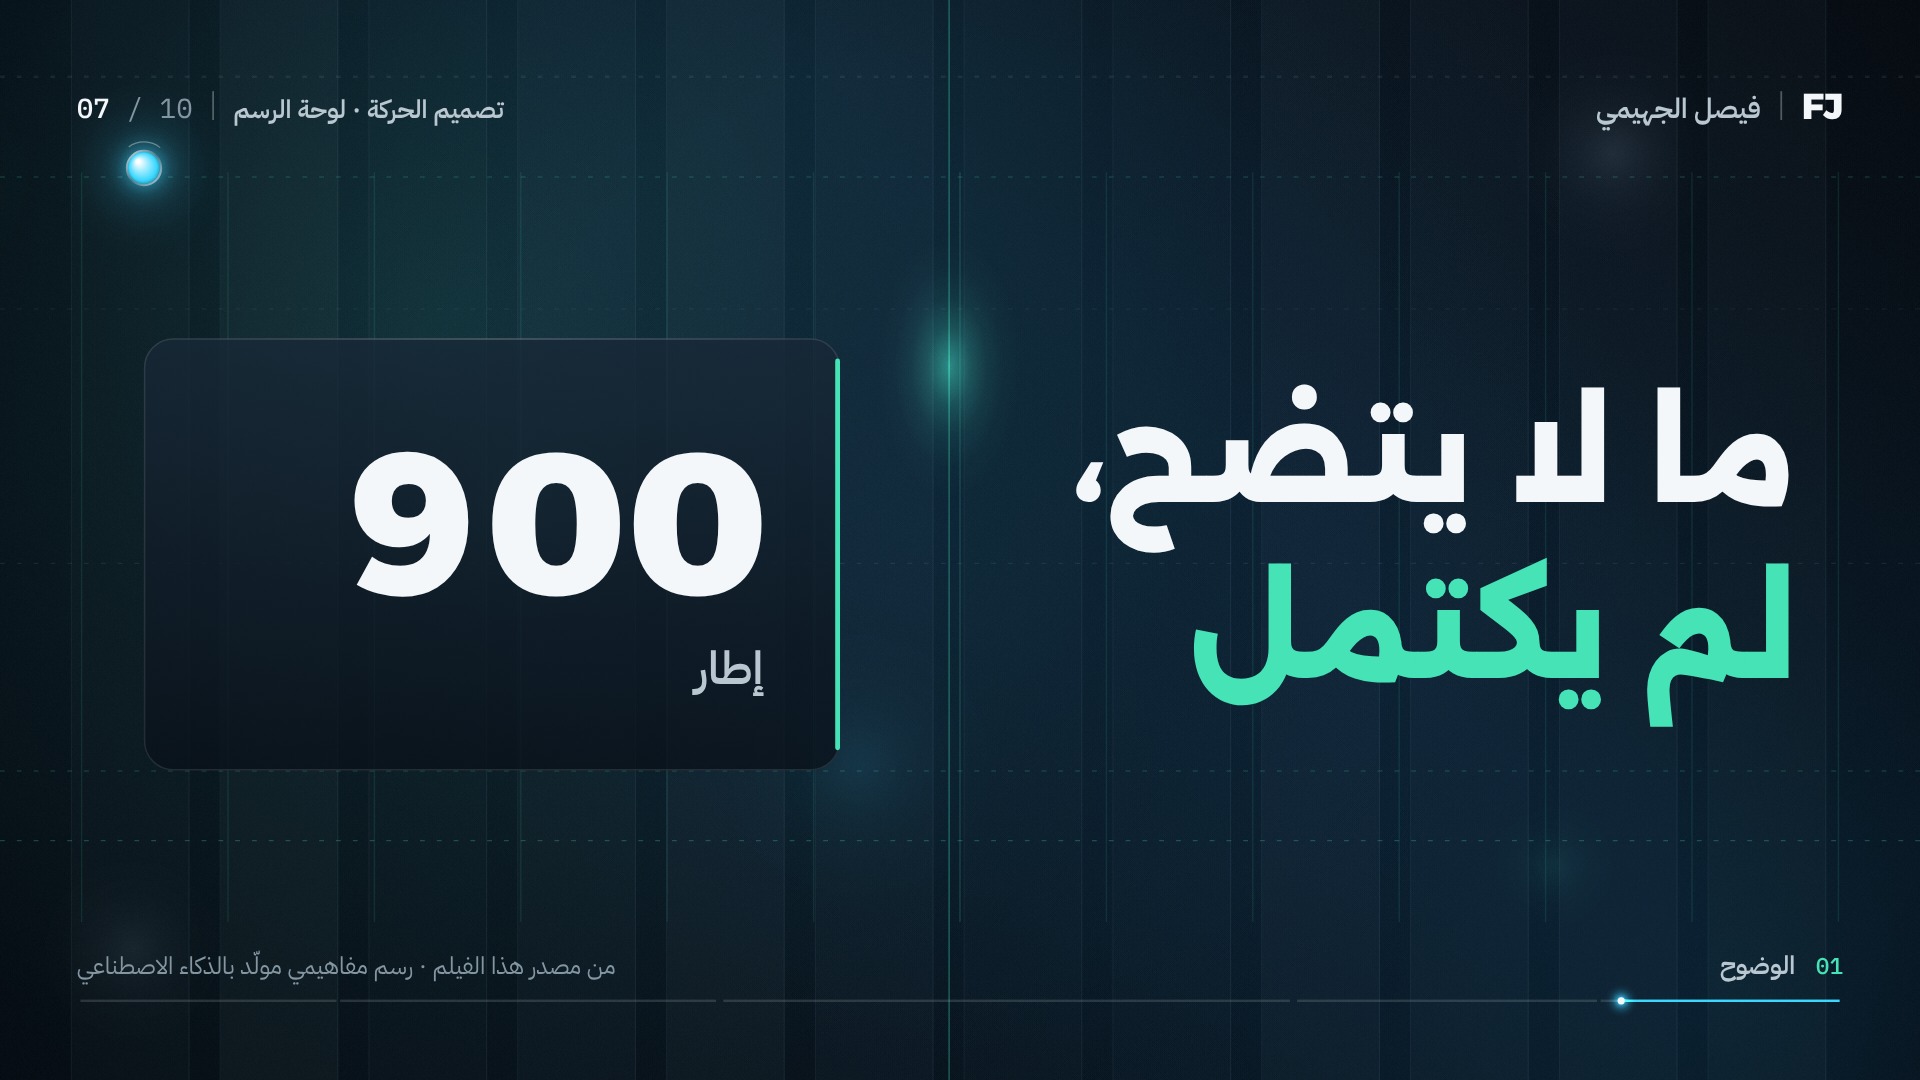 FJ | فيصل الجهيمي
تصميم الحركة · لوحة الرسم | 07 / 10
ما لا يتضح،
لم يكتمل
900
إطار
01 الوضوح
من مصدر هذا الفيلم · رسم مفاهيمي مولّد بالذكاء الاصطناعي